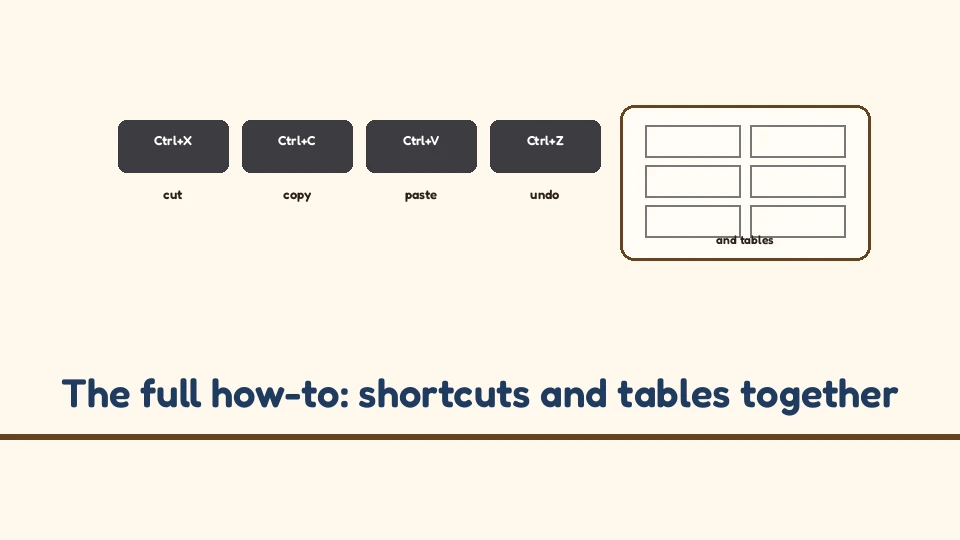 Ctrl+X Ctrl+C Ctrl+V Ctrl+Z
cut copy paste undo
and tables
The full how-to: shortcuts and tables together